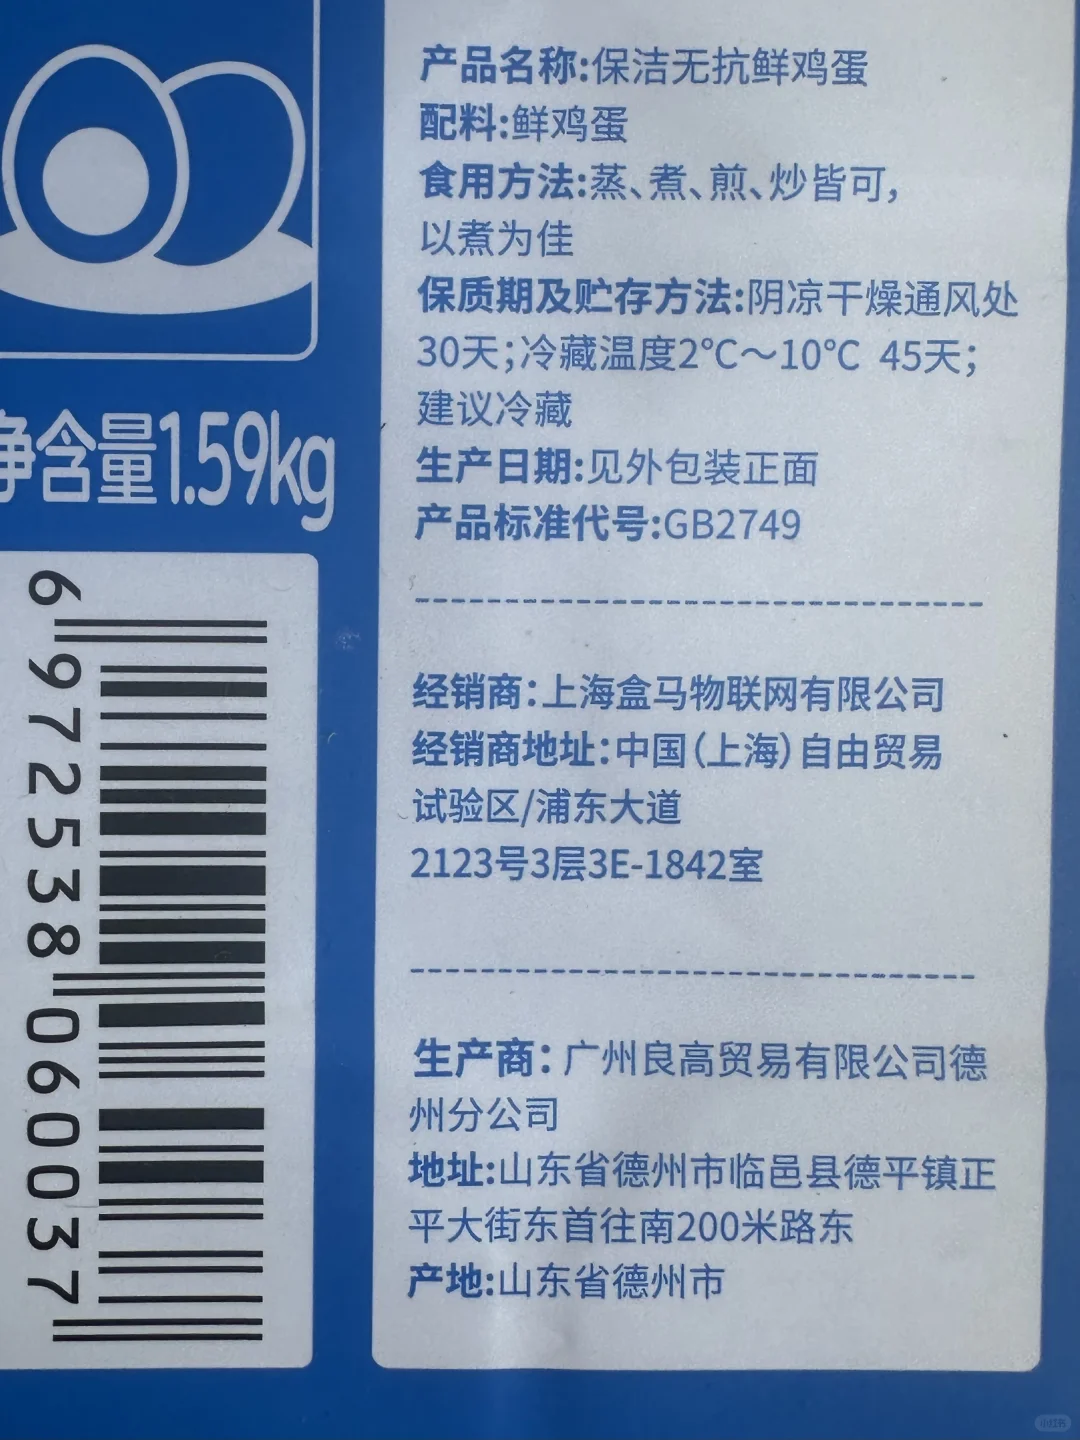 产品名称:保洁无抗鲜鸡蛋
配料:鲜鸡蛋
食用方法:蒸、煮、煎、炒皆可,
以煮为佳
保质期及贮存方法:阴凉干燥通风处
30天;冷藏温度2℃～10℃ 45天;
建议冷藏
生产日期:见外包装正面
产品标准代号:GB2749
经销商:上海盒马物联网有限公司
经销商地址:中国(上海)自由贸易
试验区/浦东大道
2123号3层3E-1842室
生产商:广州良高贸易有限公司德
州分公司
地址:山东省德州市临邑县德平镇正
平大街东首往南200米路东
产地:山东省德州市
净含量1.59kg
6972538060037
小红书